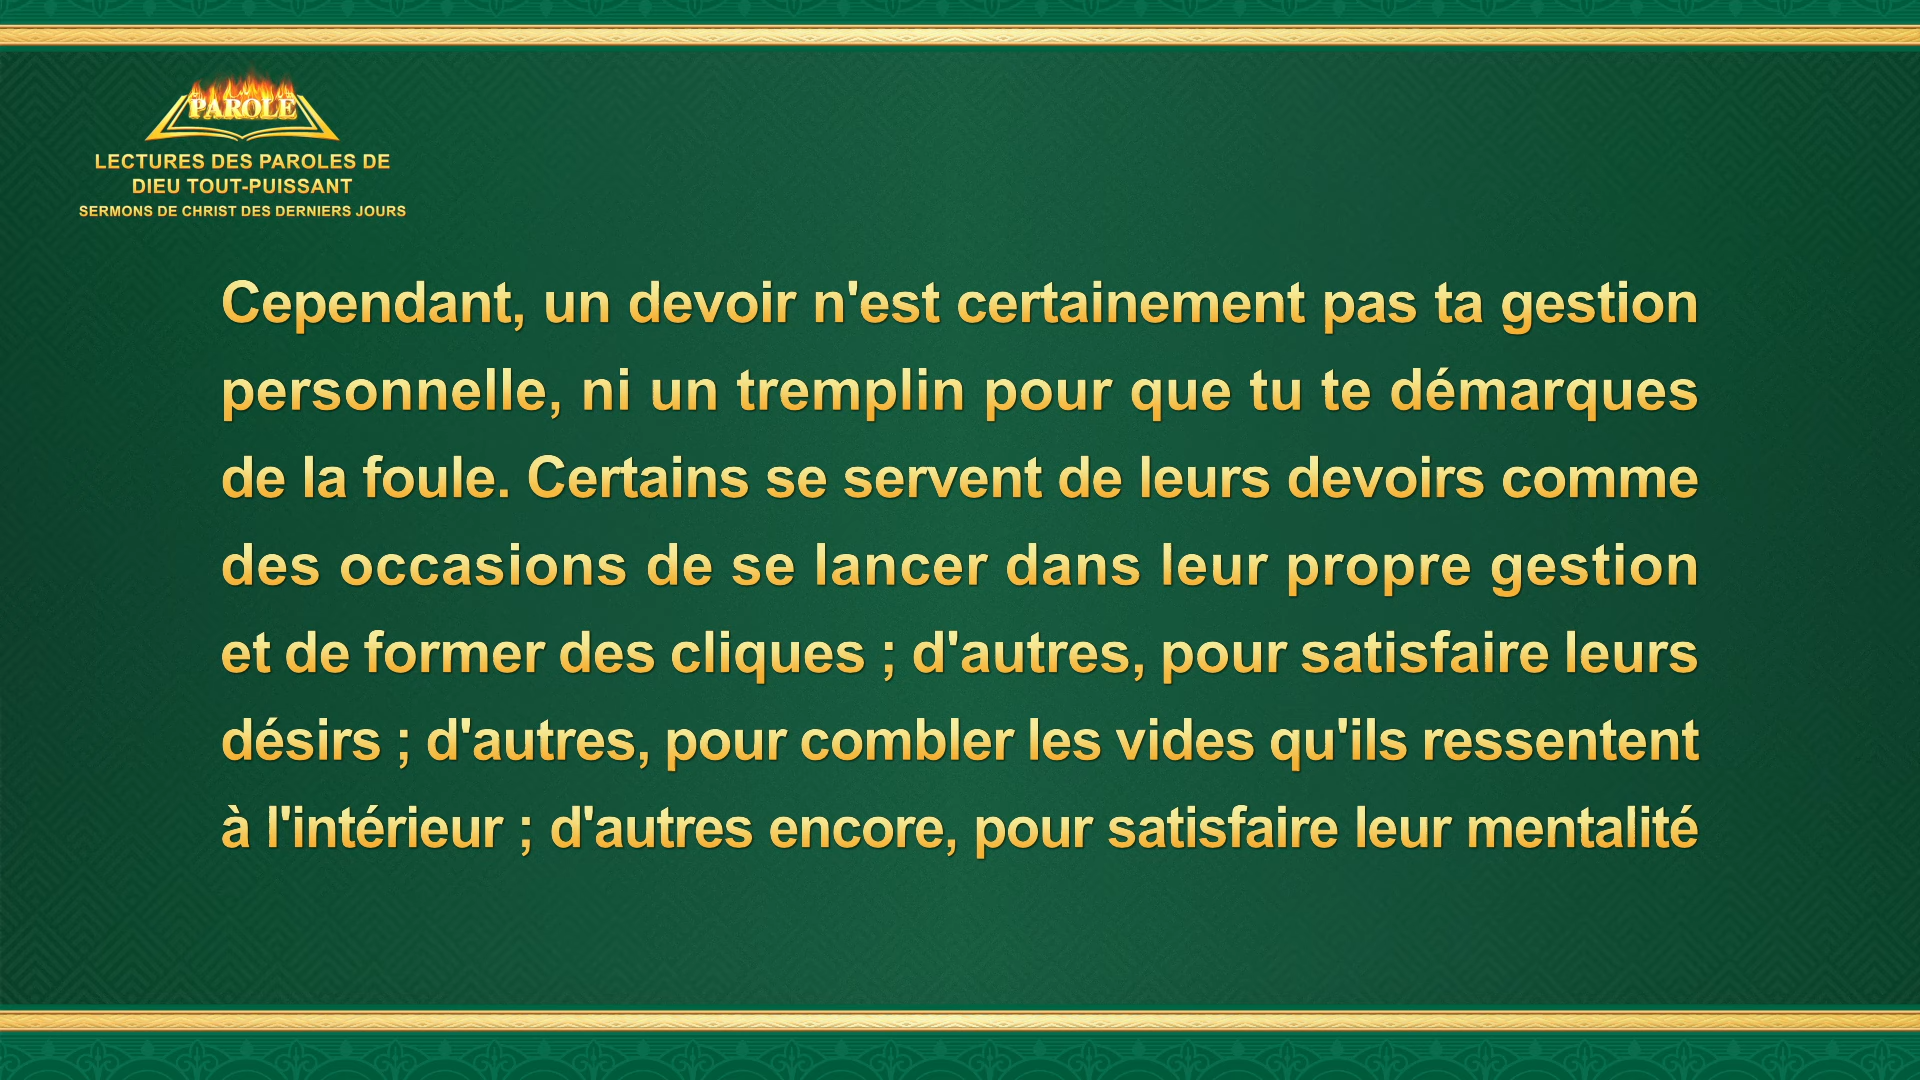 PAROLE
LECTURES DES PAROLES DE
DIEU TOUT-PUISSANT
SERMONS DE CHRIST DES DERNIERS JOURS
Cependant, un devoir n'est certainement pas ta gestion
personnelle, ni un tremplin pour que tu te démarques
de la foule. Certains se servent de leurs devoirs comme
des occasions de se lancer dans leur propre gestion
et de former des cliques ; d'autres, pour satisfaire leurs
désirs ; d'autres, pour combler les vides qu'ils ressentent
à l'intérieur ; d'autres encore, pour satisfaire leur mentalité